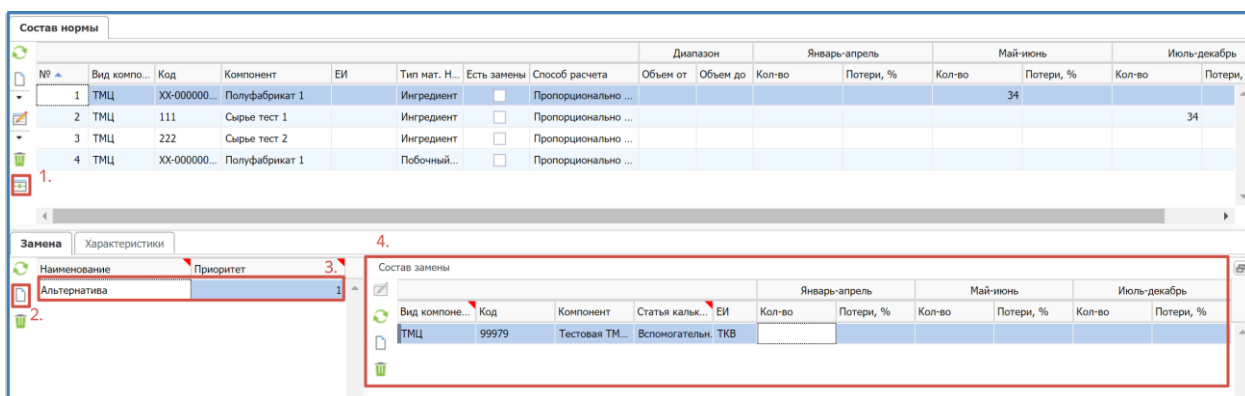 Состав нормы
Диапазон Январь-апрель Май-июнь Июль-декабрь
№ Вид компо... Код Компонент ЕИ Тип мат. Н... Есть замены Способ расчета Объем от Объем до Кол-во Потери, % Кол-во Потери, % Кол-во Потери,
1 ТМЦ XX-000000... Полуфабрикат 1 Ингредиент Пропорционально ... 34
2 ТМЦ 111 Сырье тест 1 Ингредиент Пропорционально ... 34
3 ТМЦ 222 Сырье тест 2 Ингредиент Пропорционально ...
4 ТМЦ XX-000000... Полуфабрикат 1 Побочный... Пропорционально ...
1.
Замена Характеристики 4.
Наименование Приоритет 3. Состав замены
Альтернатива 1
2.
Январь-апрель Май-июнь Июль-декабрь
Вид компоне... Код Компонент Статья кальк... ЕИ Кол-во Потери, % Кол-во Потери, % Кол-во Потери, %
ТМЦ 99979 Тестовая ТМ... Вспомогательн. ТКВ